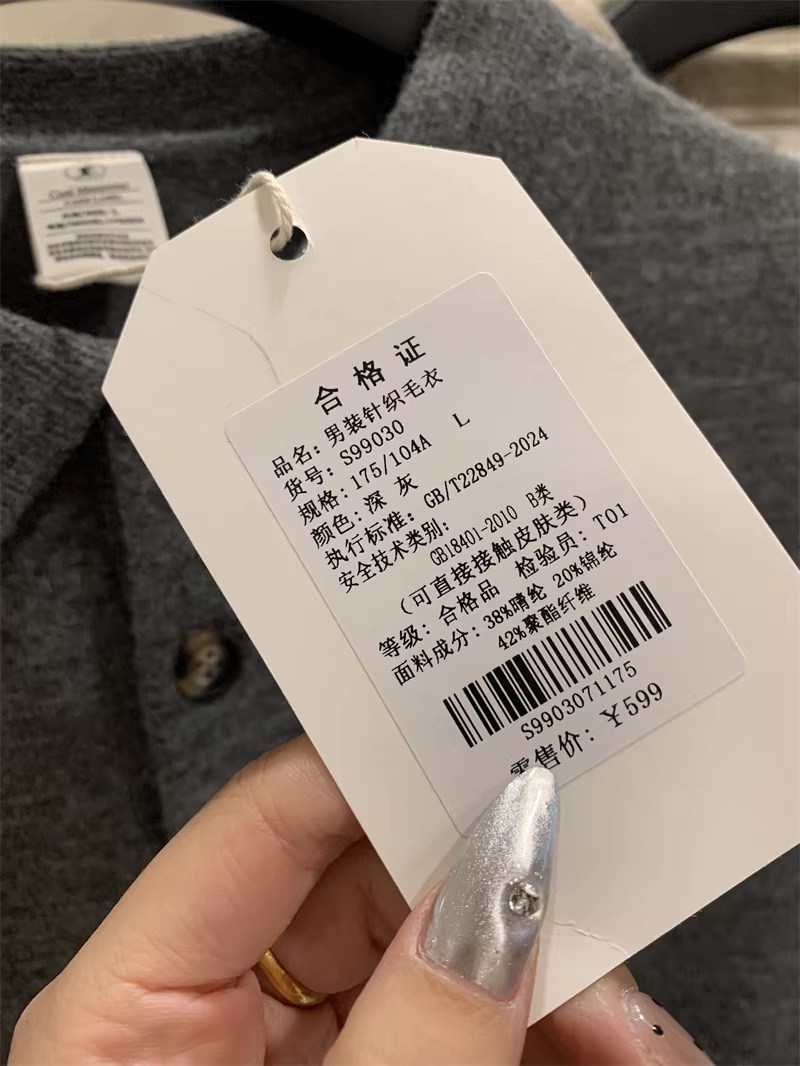 合格证
品名：男装针织毛衣
货号：S99030
规格：175/104A L
颜色：深 灰
执行标准：GB/T22849-2024
安全技术类别：
GB18401-2010 B类
（可直接接触皮肤类）
等级：合格品 检验员：T01
面料成分：38%晴纶 20%锦纶
42%聚酯纤维
S9903071175
零售价：￥599